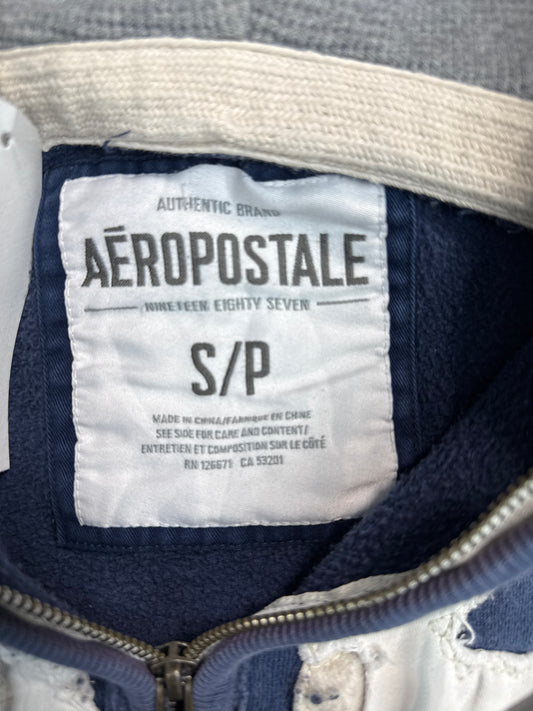 AUTHENTIC BRAND
AÉROPOSTALE
NINETEEN EIGHTY SEVEN
S/P
MADE IN CHINA/FABRIQUE EN CHINE
SEE SIDE FOR CARE AND CONTENT/
ENTRETIEN ET COMPOSITION SUR LE CÔTÉ
RN 126671 CA 53201